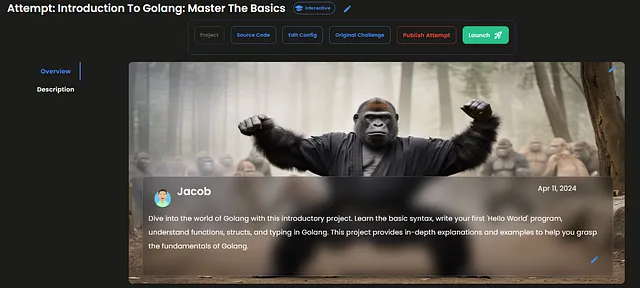 Attempt: Introduction To Golang: Master The Basics
Interactive
Project
Source Code
Edit Config
Original Challenge
Publish Attempt
Launch
Overview
Description
Jacob
Apr 11, 2024
Dive into the world of Golang with this introductory project. Learn the basic syntax, write your first 'Hello World' program,
understand functions, structs, and typing in Golang. This project provides in-depth explanations and examples to help you grasp
the fundamentals of Golang.